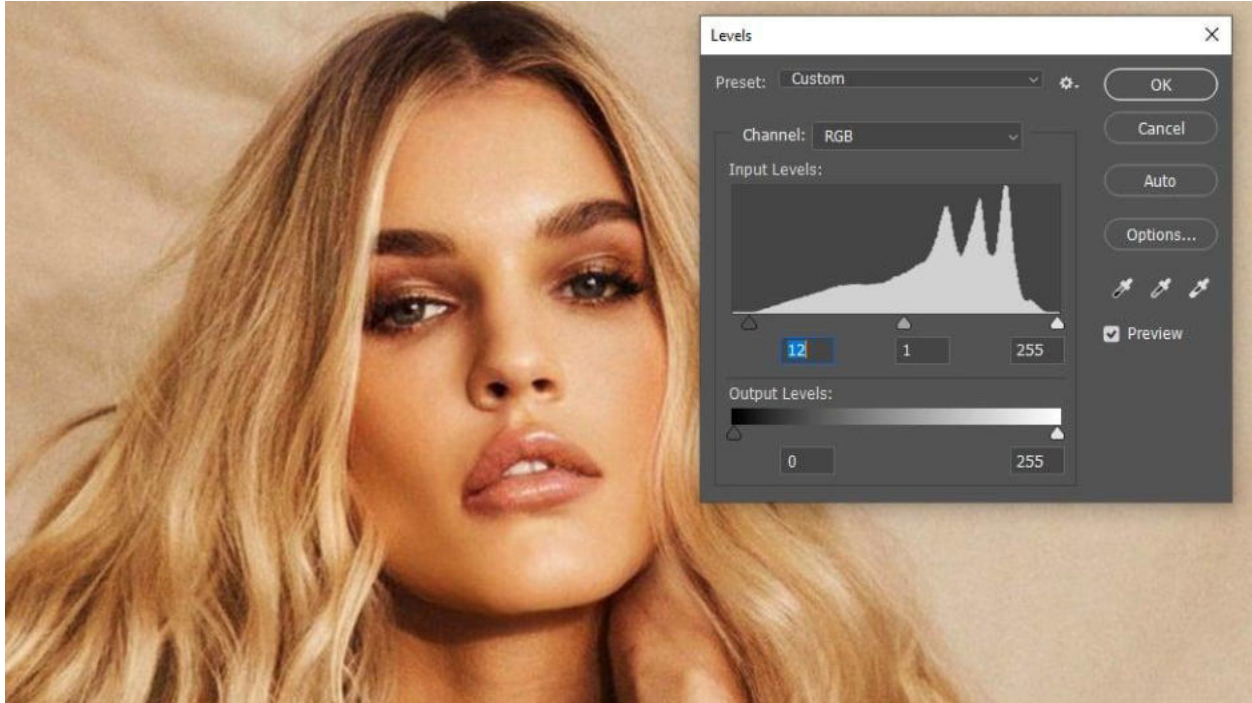 Levels
Preset: Custom
OK
Channel: RGB
Cancel
Input Levels:
Auto
Options...
12 1 255
Preview
Output Levels:
0 255